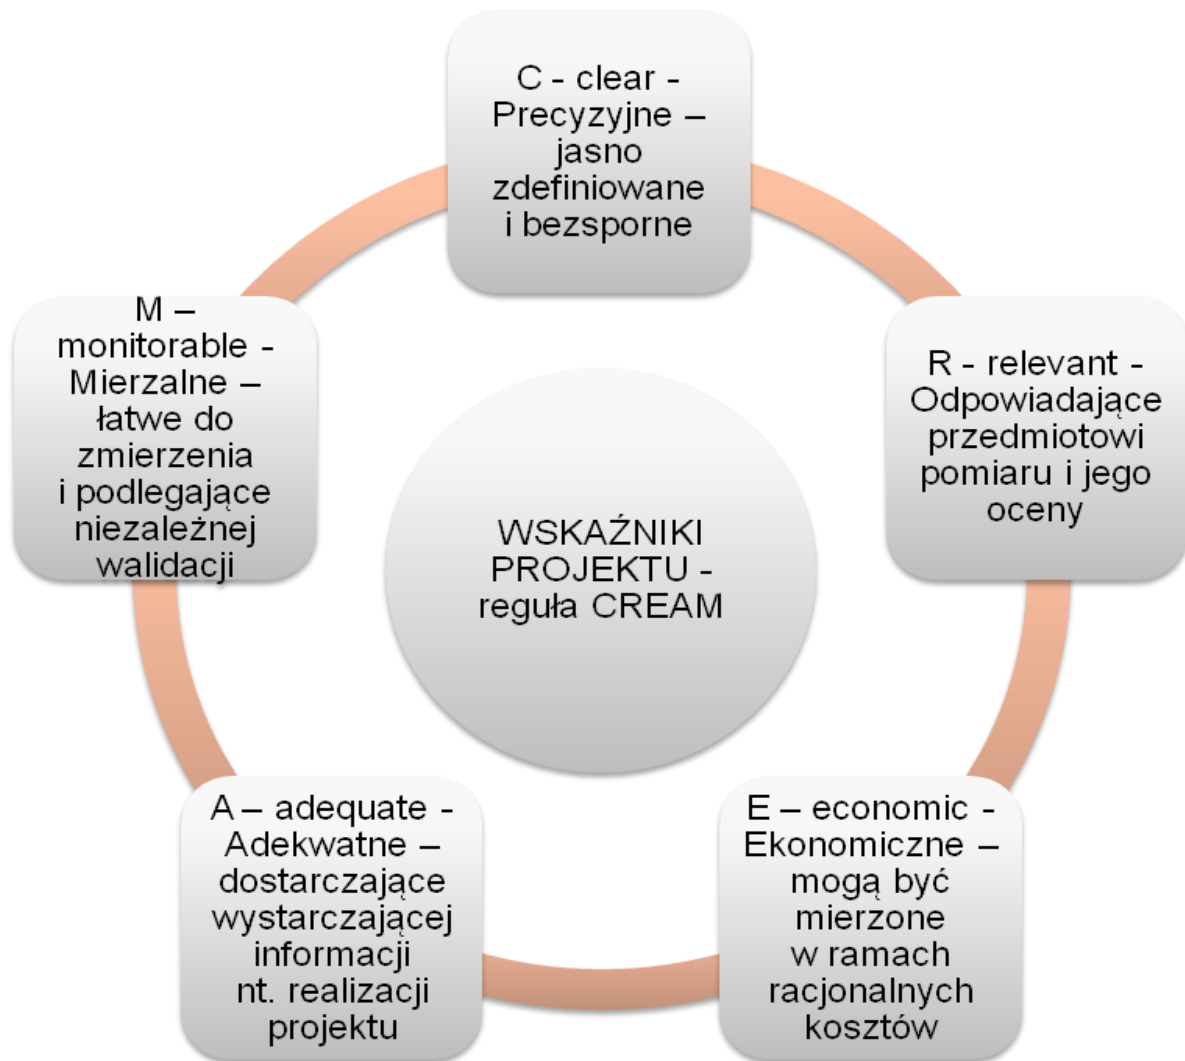 C - clear -
Precyzyjne –
jasno
zdefiniowane
i bezsporne
R - relevant -
Odpowiadające
przedmiotowi
pomiaru i jego
oceny
E – economic -
Ekonomiczne –
mogą być
mierzone
w ramach
racjonalnych
kosztów
A – adequate -
Adekwatne –
dostarczające
wystarczającej
informacji
nt. realizacji
projektu
M –
monitorable -
Mierzalne –
łatwe do
zmierzenia
i podlegające
niezależnej
walidacji
WSKAŹNIKI
PROJEKTU -
reguła CREAM